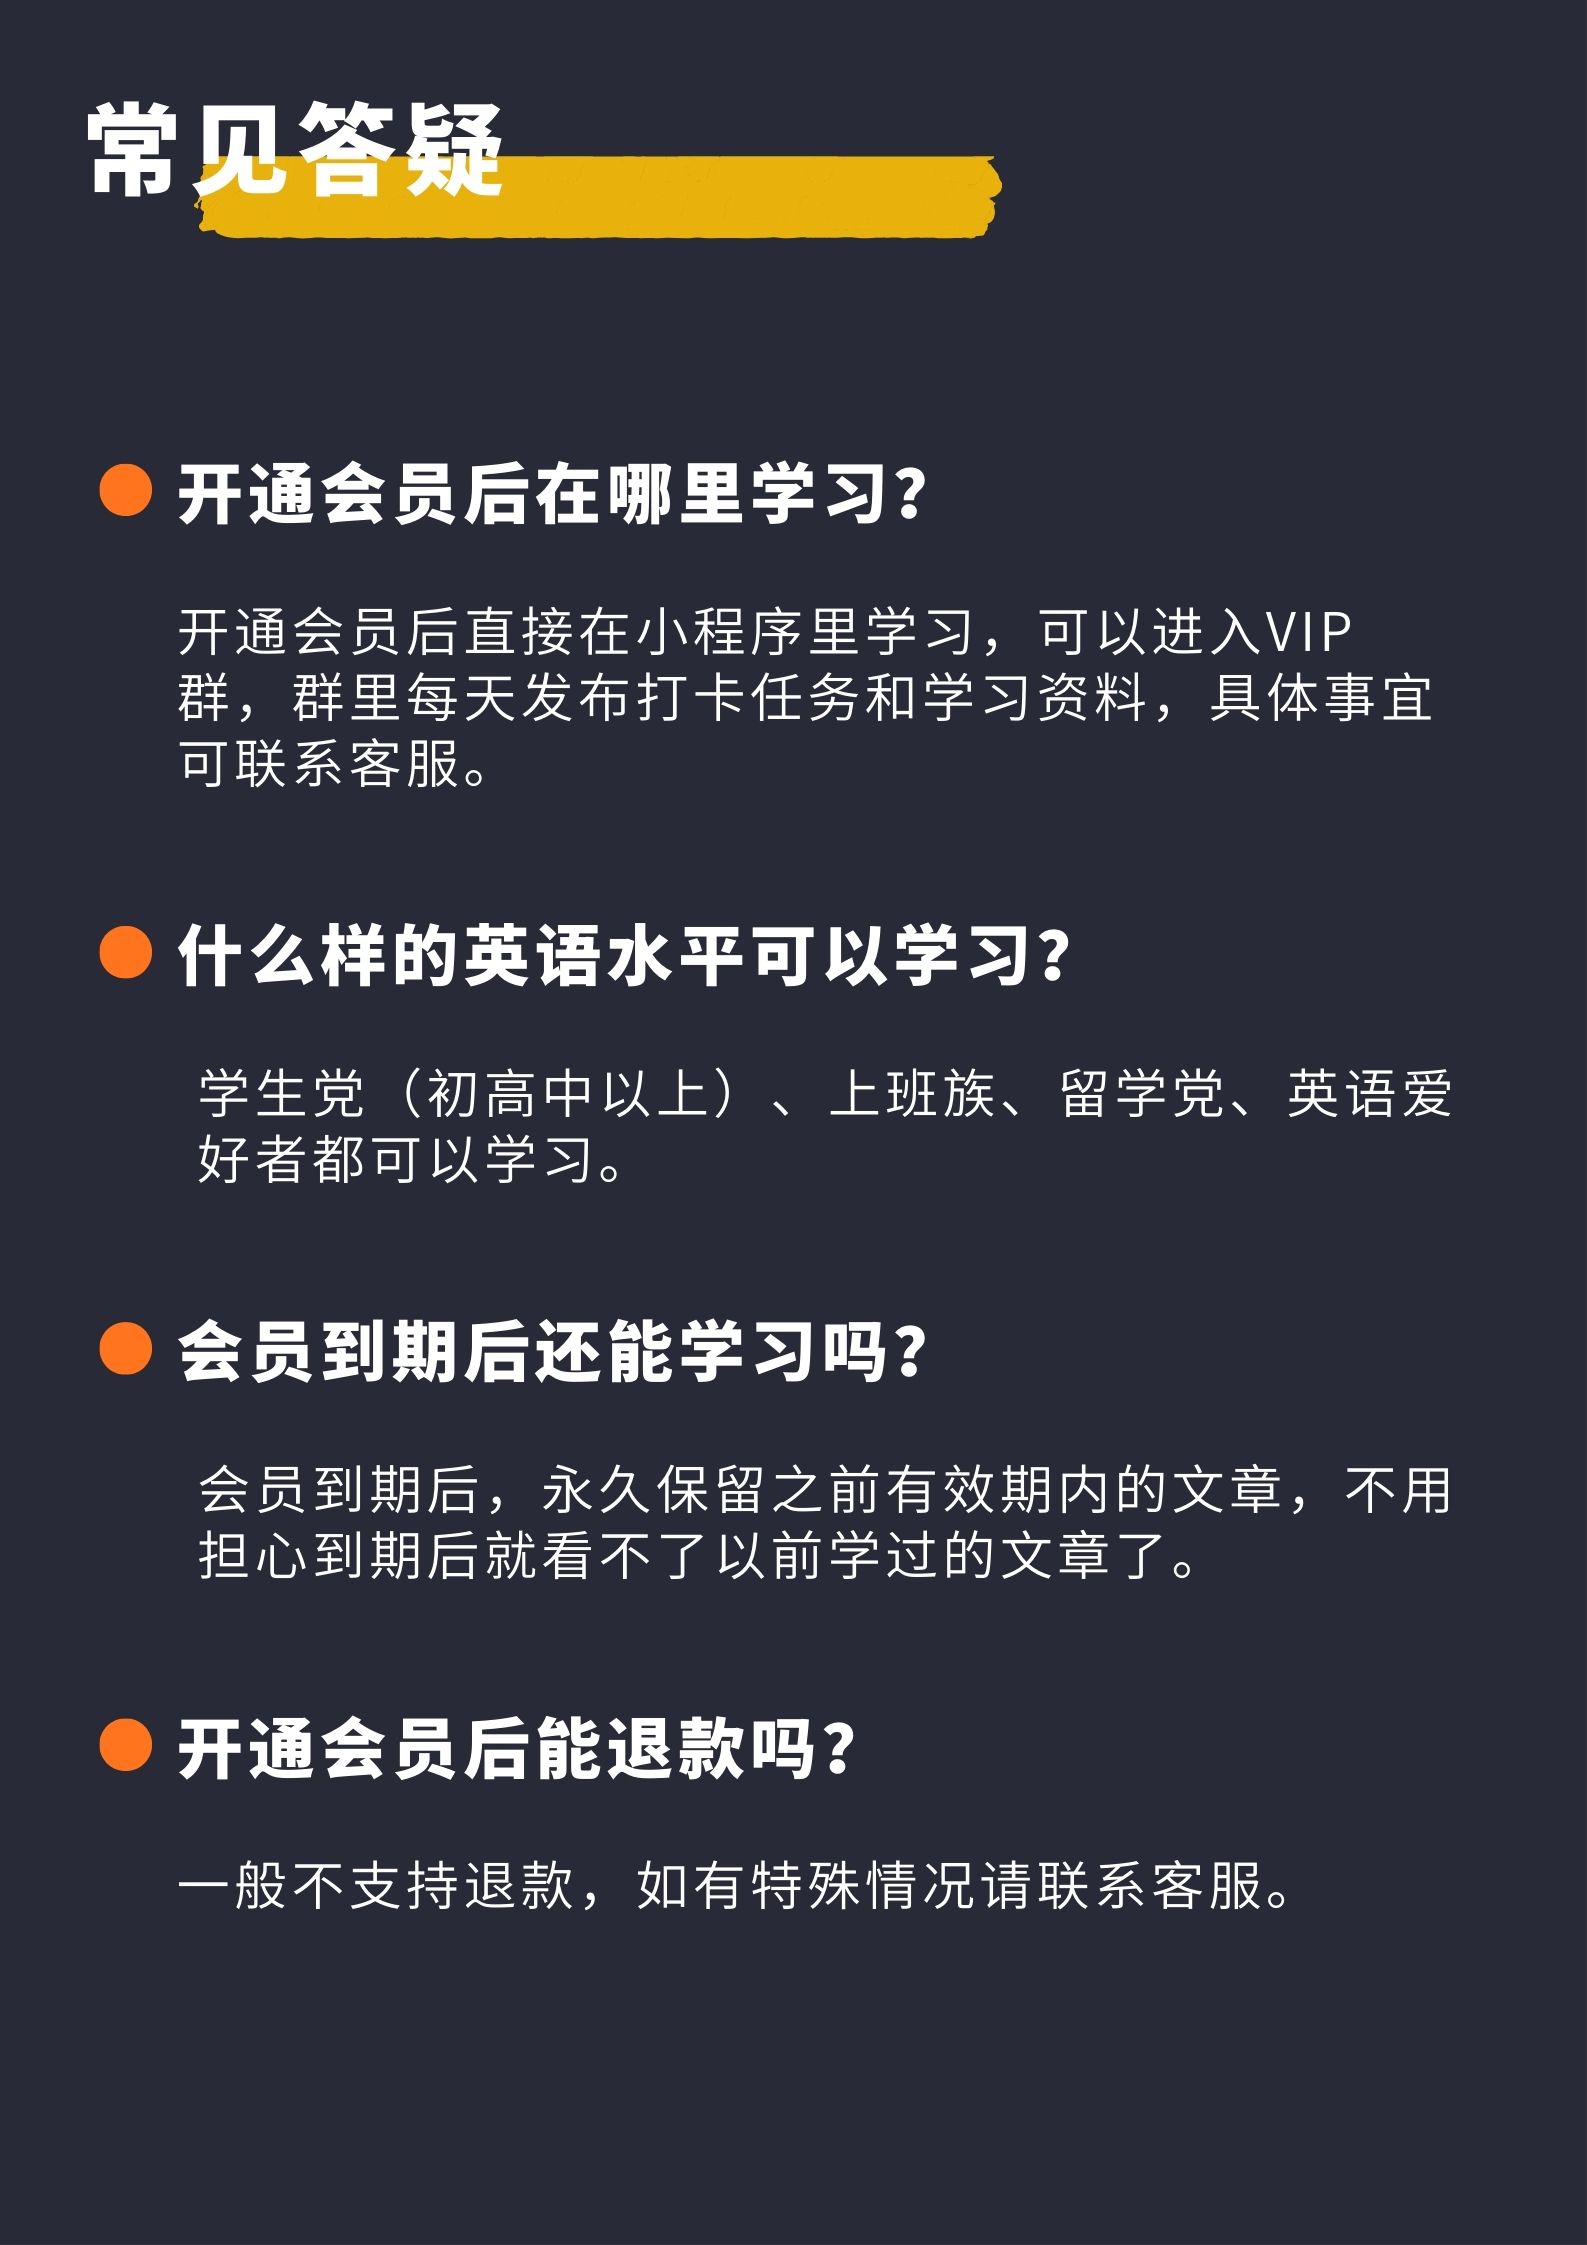 常见答疑
开通会员后在哪里学习？
开通会员后直接在小程序里学习，可以进入VIP
群，群里每天发布打卡任务和学习资料，具体事宜
可联系客服。
什么样的英语水平可以学习？
学生党（初高中以上）、上班族、留学党、英语爱
好者都可以学习。
会员到期后还能学习吗？
会员到期后，永久保留之前有效期内的文章，不用
担心到期后就看不了以前学过的文章了。
开通会员后能退款吗？
一般不支持退款，如有特殊情况请联系客服。